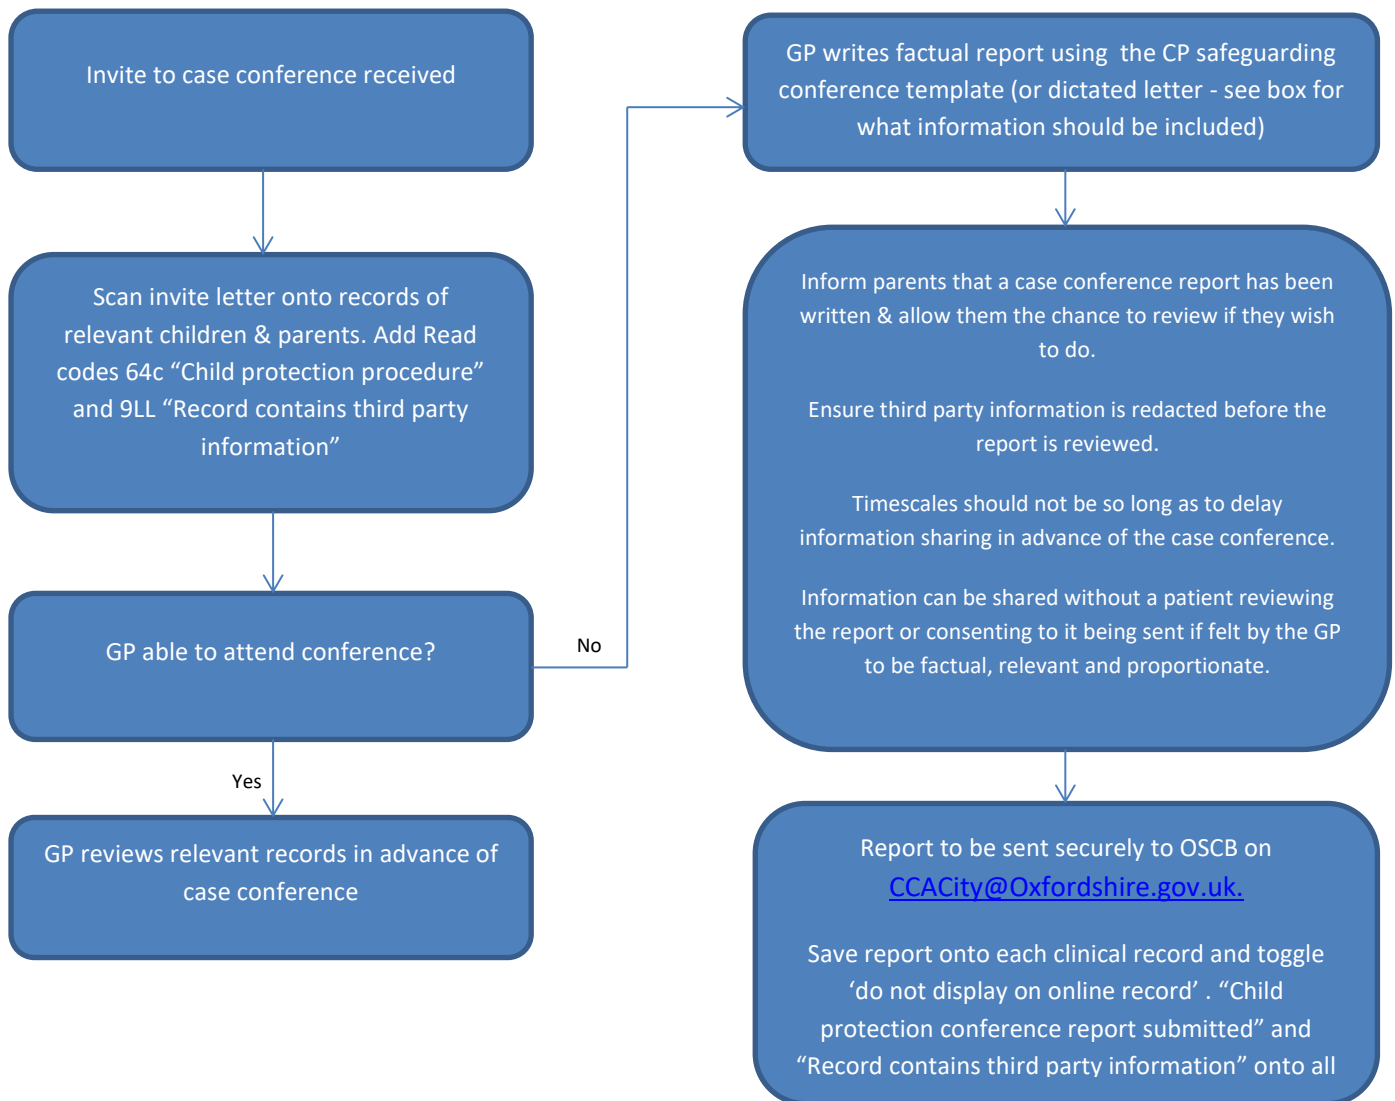 Invite to case conference received
Scan invite letter onto records of
relevant children & parents. Add Read
codes 64c “Child protection procedure”
and 9LL “Record contains third party
information”
GP able to attend conference?
No
Yes
GP reviews relevant records in advance of
case conference
GP writes factual report using  the CP safeguarding
conference template (or dictated letter - see box for
what information should be included)
Inform parents that a case conference report has been
written & allow them the chance to review if they wish
to do.
Ensure third party information is redacted before the
report is reviewed.
Timescales should not be so long as to delay
information sharing in advance of the case conference.
Information can be shared without a patient reviewing
the report or consenting to it being sent if felt by the GP
to be factual, relevant and proportionate.
Report to be sent securely to OSCB on
CCACity@Oxfordshire.gov.uk.
Save report onto each clinical record and toggle
‘do not display on online record’ . “Child
protection conference report submitted” and
“Record contains third party information” onto all